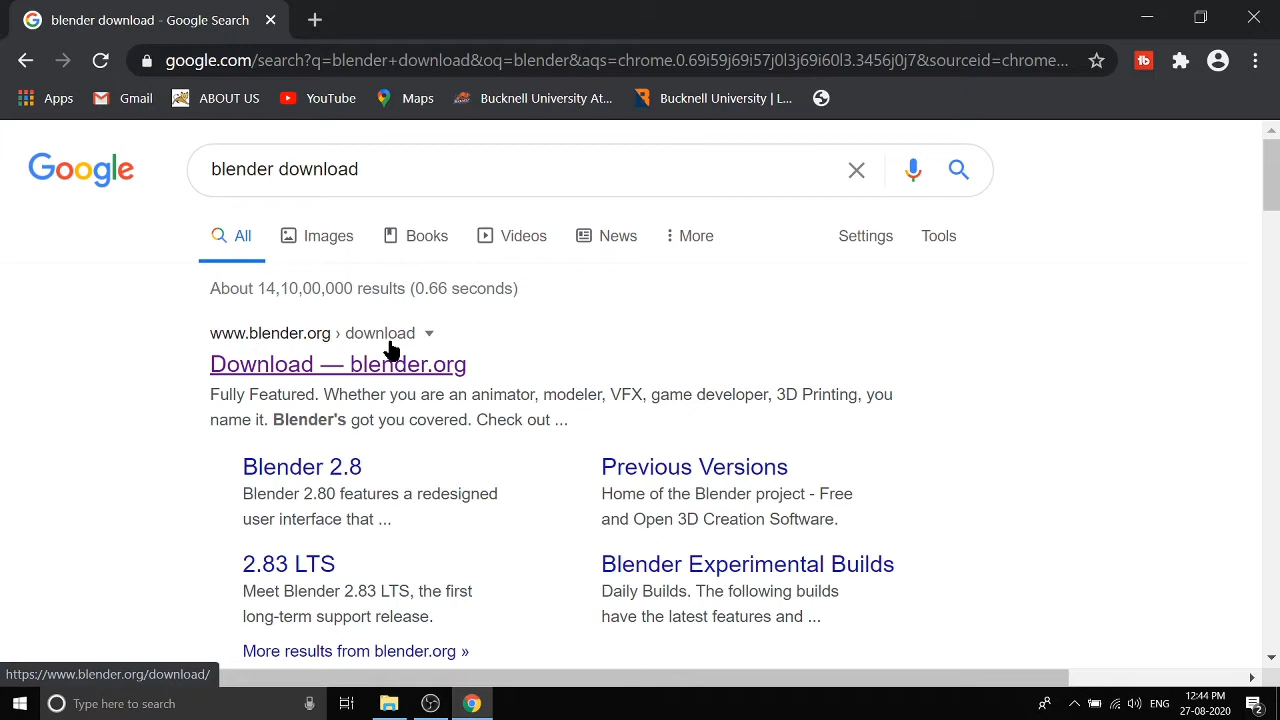 blender download - Google Search
google.com/search?q=blender+download&oq=blender&aqs=chrome.0.69i59j69i57j0l3j69i60l3.3456j0j7&sourceid=chrome...
Apps Gmail ABOUT US YouTube Maps Bucknell University At... Bucknell University | L...
Google
blender download
All Images Books Videos News More Settings Tools
About 14,10,00,000 results (0.66 seconds)
www.blender.org › download
Download — blender.org
Fully Featured. Whether you are an animator, modeler, VFX, game developer, 3D Printing, you
name it. Blender's got you covered. Check out ...
Blender 2.8
Blender 2.80 features a redesigned
user interface that ...
Previous Versions
Home of the Blender project - Free
and Open 3D Creation Software.
2.83 LTS
Meet Blender 2.83 LTS, the first
long-term support release.
Blender Experimental Builds
Daily Builds. The following builds
have the latest features and ...
More results from blender.org »
https://www.blender.org/download/
Type here to search
ENG
12:44 PM
27-08-2020
2